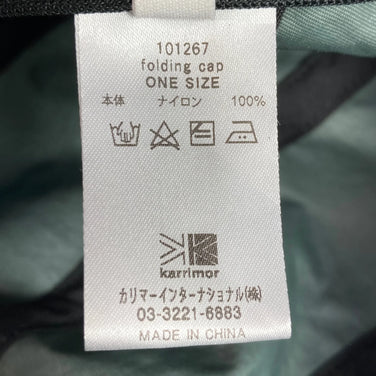 101267
folding cap
ONE SIZE
本体 ナイロン 100%
karrimor
カリマーインターナショナル(株)
03-3221-6883
MADE IN CHINA